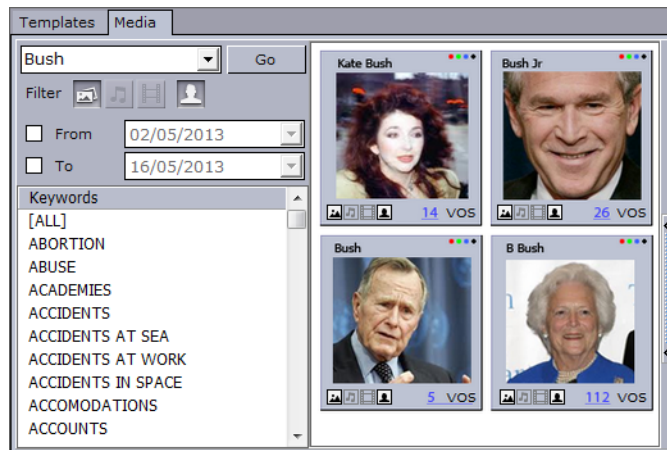 Templates Media
Bush Go
Filter
From 02/05/2013
To 16/05/2013
Keywords
[ALL]
ABORTION
ABUSE
ACADEMIES
ACCIDENTS
ACCIDENTS AT SEA
ACCIDENTS AT WORK
ACCIDENTS IN SPACE
ACCOMODATIONS
ACCOUNTS
Kate Bush
14 VOS
Bush Jr
26 VOS
Bush
5 VOS
B Bush
112 VOS